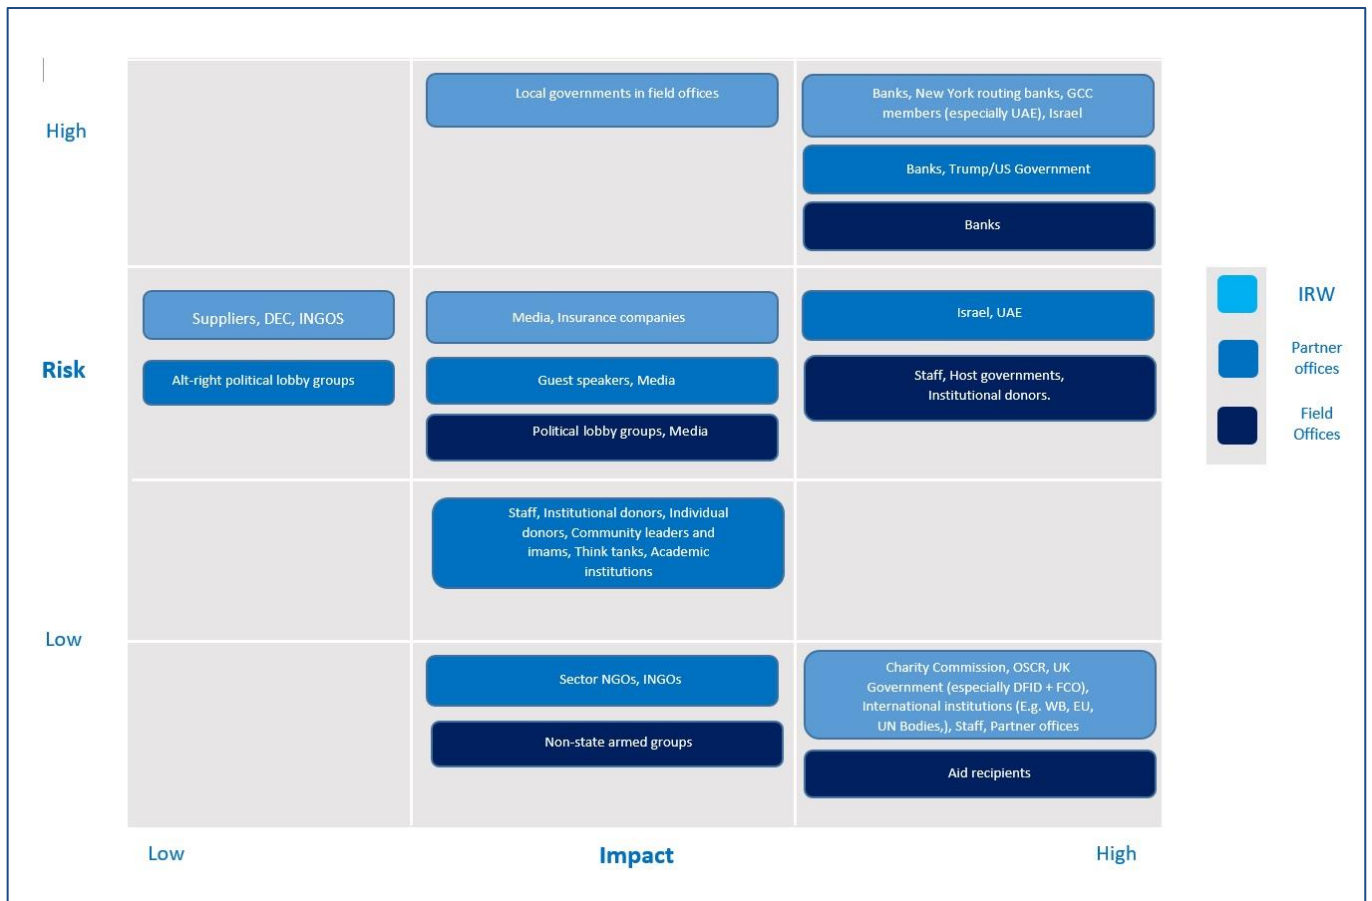 Local governments in field offices
Banks, New York routing banks, GCC
members (especially UAE), Israel
High
Banks, Trump/US Government
Banks
Suppliers, DEC, INGOS
Media, Insurance companies
Israel, UAE
IRW
Risk
Alt-right political lobby groups
Guest speakers, Media
Staff, Host governments,
Institutional donors.
Partner
offices
Political lobby groups, Media
Field
Offices
Staff, Institutional donors, Individual
donors, Community leaders and
imams, Think tanks, Academic
institutions
Low
Sector NGOs, INGOs
Charity Commission, OSCR, UK
Government (especially DFID + FCO),
International institutions (E.g. WB, EU,
UN Bodies,), Staff, Partner offices
Non-state armed groups
Aid recipients
Low
Impact
High